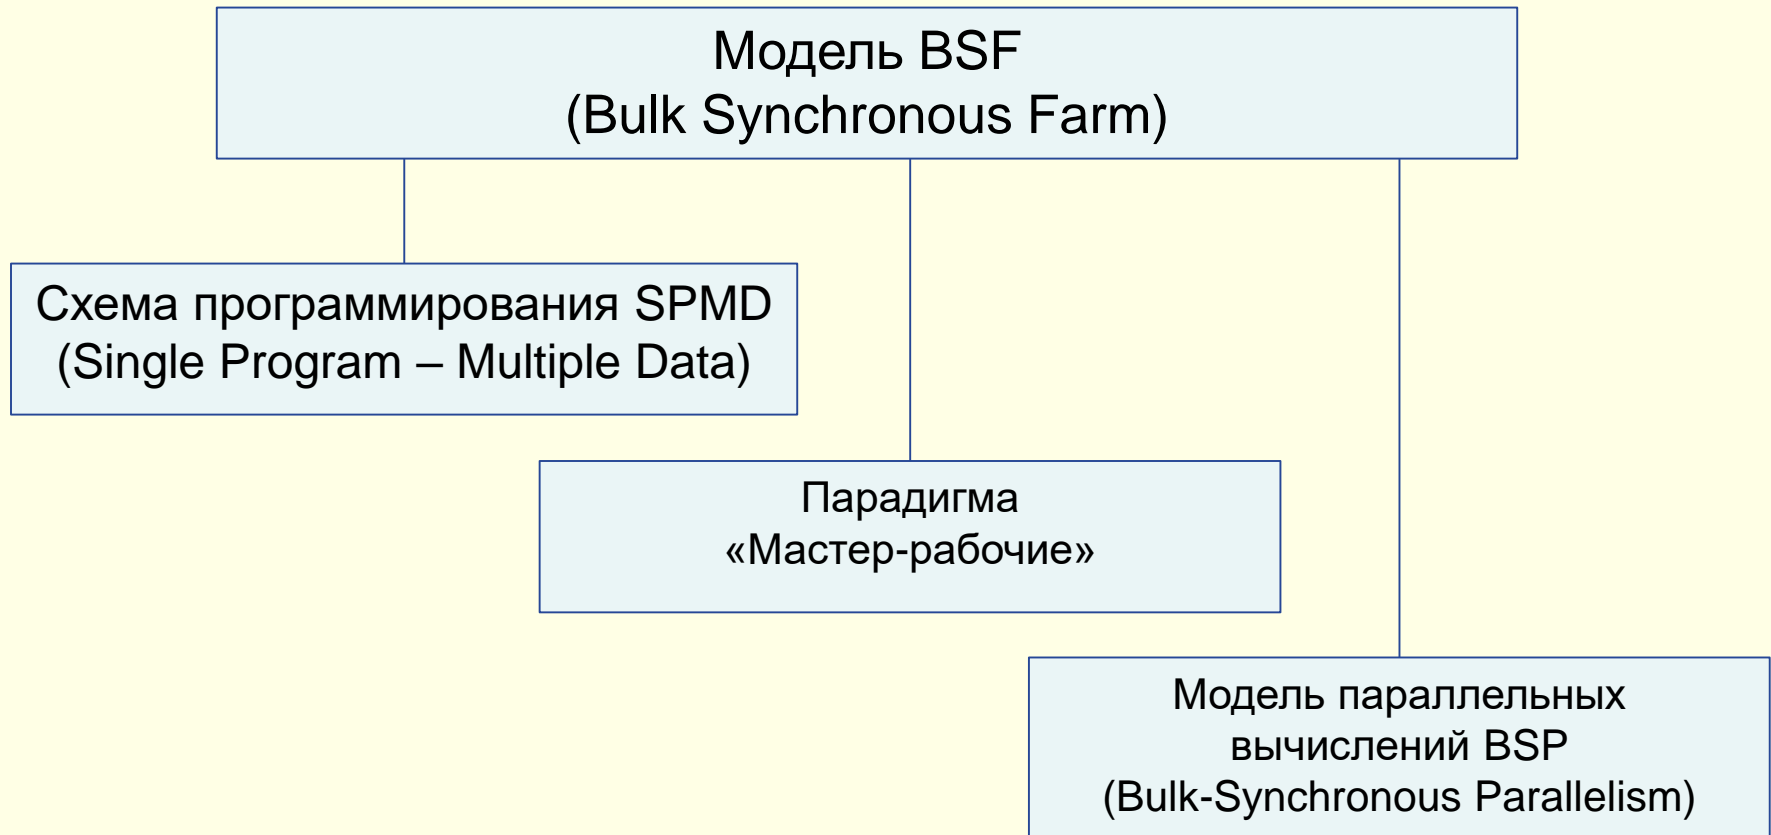 Модель BSF
(Bulk Synchronous Farm)
Схема программирования SPMD
(Single Program – Multiple Data)
Парадигма
«Мастер-рабочие»
Модель параллельных
вычислений BSP
(Bulk-Synchronous Parallelism)